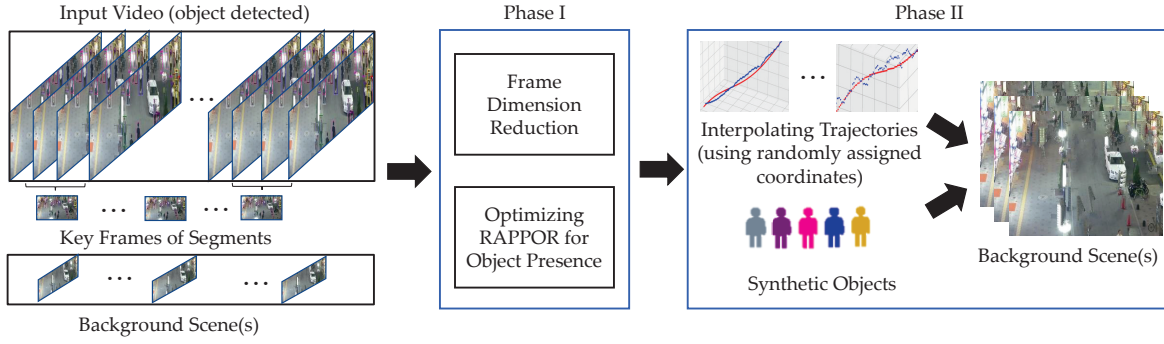 Input Video (object detected)
...
Key Frames of Segments
Background Scene(s)
Phase I
Frame
Dimension
Reduction
Optimizing
RAPPOR for
Object Presence
Phase II
Interpolating Trajectories
(using randomly assigned
coordinates)
Synthetic Objects
Background Scene(s)